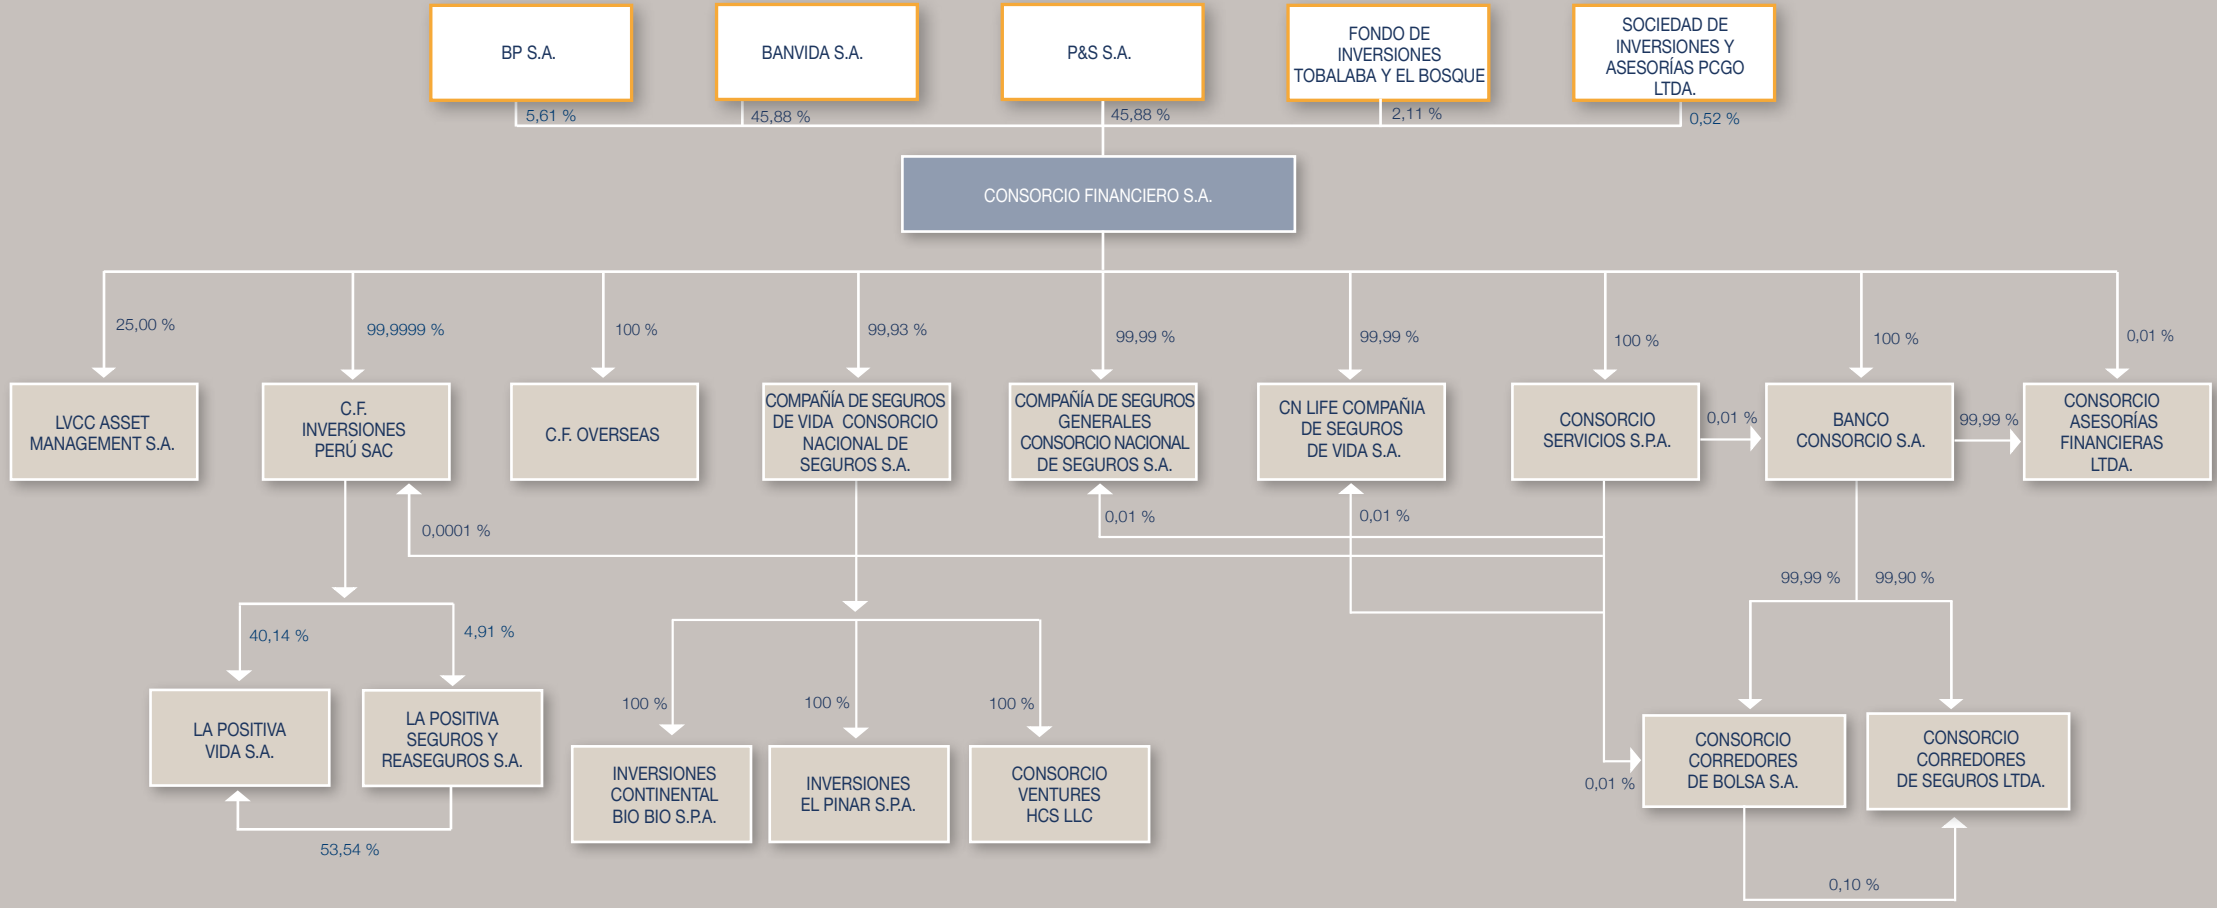 BP S.A.
BANVIDA S.A.
P&S S.A.
FONDO DE
INVERSIONES
TOBALABA Y EL BOSQUE
SOCIEDAD DE
INVERSIONES Y
ASESORÍAS PCGO
LTDA.
5,61 %
45,88 %
45,88 %
2,11 %
0,52 %
CONSORCIO FINANCIERO S.A.
25,00 %
99,9999 %
100 %
99,93 %
99,99 %
99,99 %
100 %
100 %
0,01 %
LVCC ASSET
MANAGEMENT S.A.
C.F.
INVERSIONES
PERÚ SAC
C.F. OVERSEAS
COMPAÑÍA DE SEGUROS
DE VIDA CONSORCIO
NACIONAL DE
SEGUROS S.A.
COMPAÑÍA DE SEGUROS
GENERALES
CONSORCIO NACIONAL
DE SEGUROS S.A.
CN LIFE COMPAÑIA
DE SEGUROS
DE VIDA S.A.
CONSORCIO
SERVICIOS S.P.A.
0,01 %
BANCO
CONSORCIO S.A.
99,99 %
CONSORCIO
ASESORÍAS
FINANCIERAS
LTDA.
0,0001 %
0,01 %
0,01 %
99,99 %
99,90 %
40,14 %
4,91 %
100 %
100 %
100 %
LA POSITIVA
VIDA S.A.
LA POSITIVA
SEGUROS Y
REASEGUROS S.A.
INVERSIONES
CONTINENTAL
BIO BIO S.P.A.
INVERSIONES
EL PINAR S.P.A.
CONSORCIO
VENTURES
HCS LLC
0,01 %
CONSORCIO
CORREDORES
DE BOLSA S.A.
CONSORCIO
CORREDORES
DE SEGUROS LTDA.
53,54 %
0,10 %